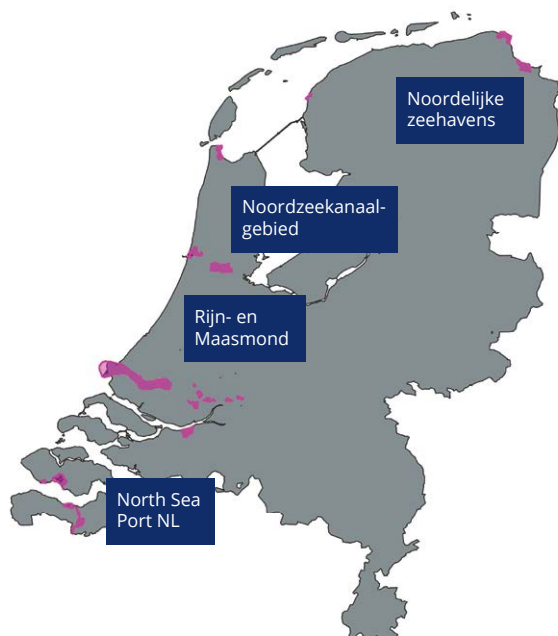 Noordelijke
zeehavens
Noordzeekanaal-
gebied
Rijn- en
Maasmond
North Sea
Port NL